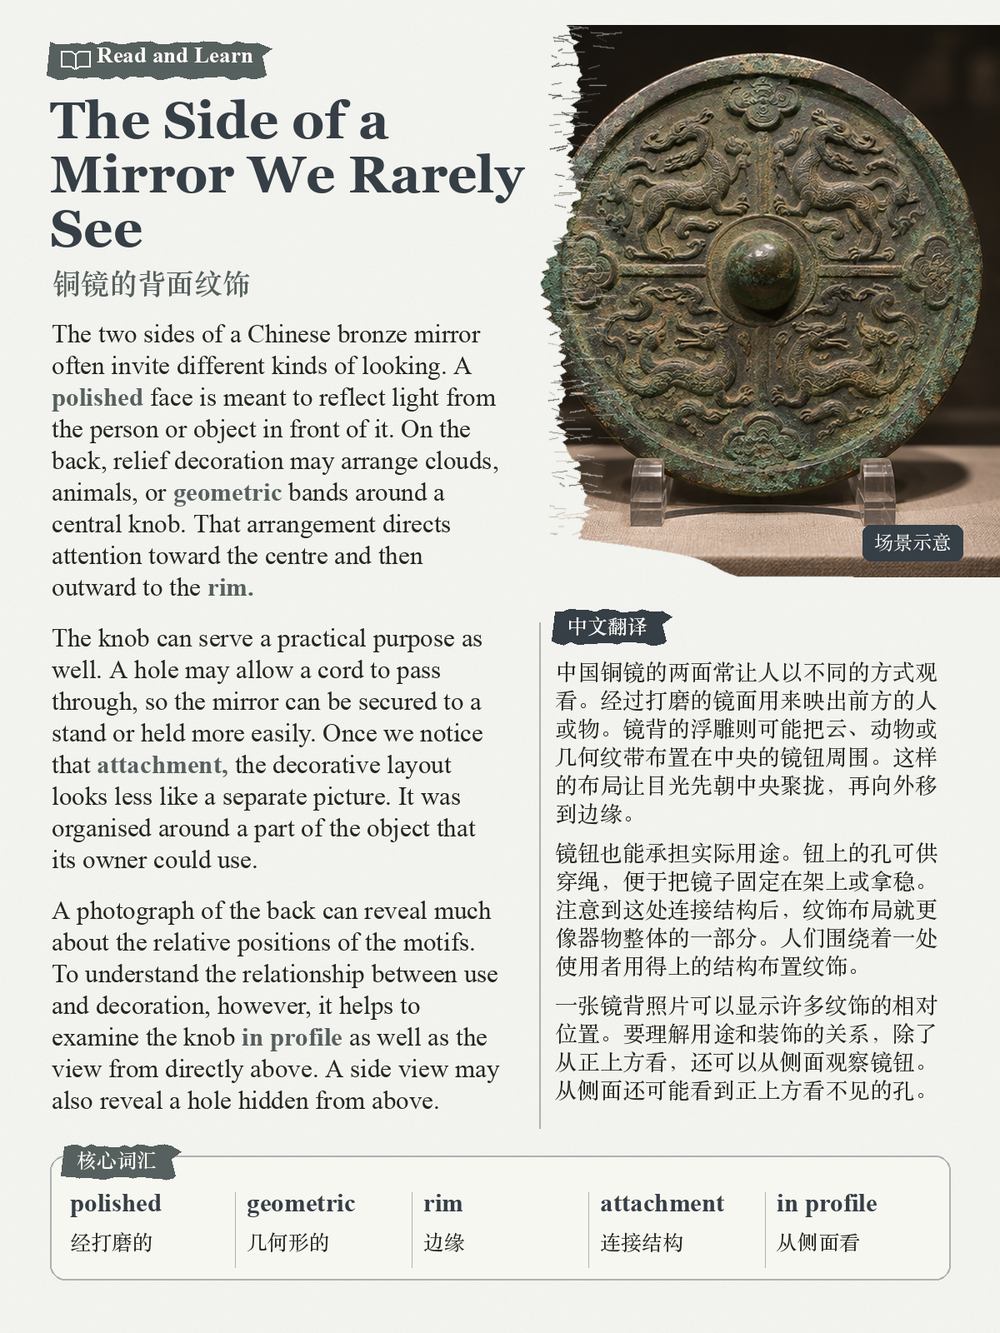 Read and Learn
The Side of a
Mirror We Rarely
See
铜镜的背面纹饰
The two sides of a Chinese bronze mirror
often invite different kinds of looking. A
polished face is meant to reflect light from
the person or object in front of it. On the
back, relief decoration may arrange clouds,
animals, or geometric bands around a
central knob. That arrangement directs
attention toward the centre and then
outward to the rim.
The knob can serve a practical purpose as
well. A hole may allow a cord to pass
through, so the mirror can be secured to a
stand or held more easily. Once we notice
that attachment, the decorative layout
looks less like a separate picture. It was
organised around a part of the object that
its owner could use.
A photograph of the back can reveal much
about the relative positions of the motifs.
To understand the relationship between use
and decoration, however, it helps to
examine the knob in profile as well as the
view from directly above. A side view may
also reveal a hole hidden from above.
场景示意
中文翻译
中国铜镜的两面常让人以不同的方式观
看。经过打磨的镜面用来映出前方的人
或物。镜背的浮雕则可能把云、动物或
几何纹带布置在中央的镜钮周围。这样
的布局让目光先朝中央聚拢，再向外移
到边缘。
镜钮也能承担实际用途。钮上的孔可供
穿绳，便于把镜子固定在架上或拿稳。
注意到这处连接结构后，纹饰布局就更
像器物整体的一部分。人们围绕着一处
使用者用得上的结构布置纹饰。
一张镜背照片可以显示许多纹饰的相对
位置。要理解用途和装饰的关系，除了
从正上方看，还可以从侧面观察镜钮。
从侧面还可能看到正上方看不见的孔。
核心词汇
polished
经打磨的
geometric
几何形的
rim
边缘
attachment
连接结构
in profile
从侧面看